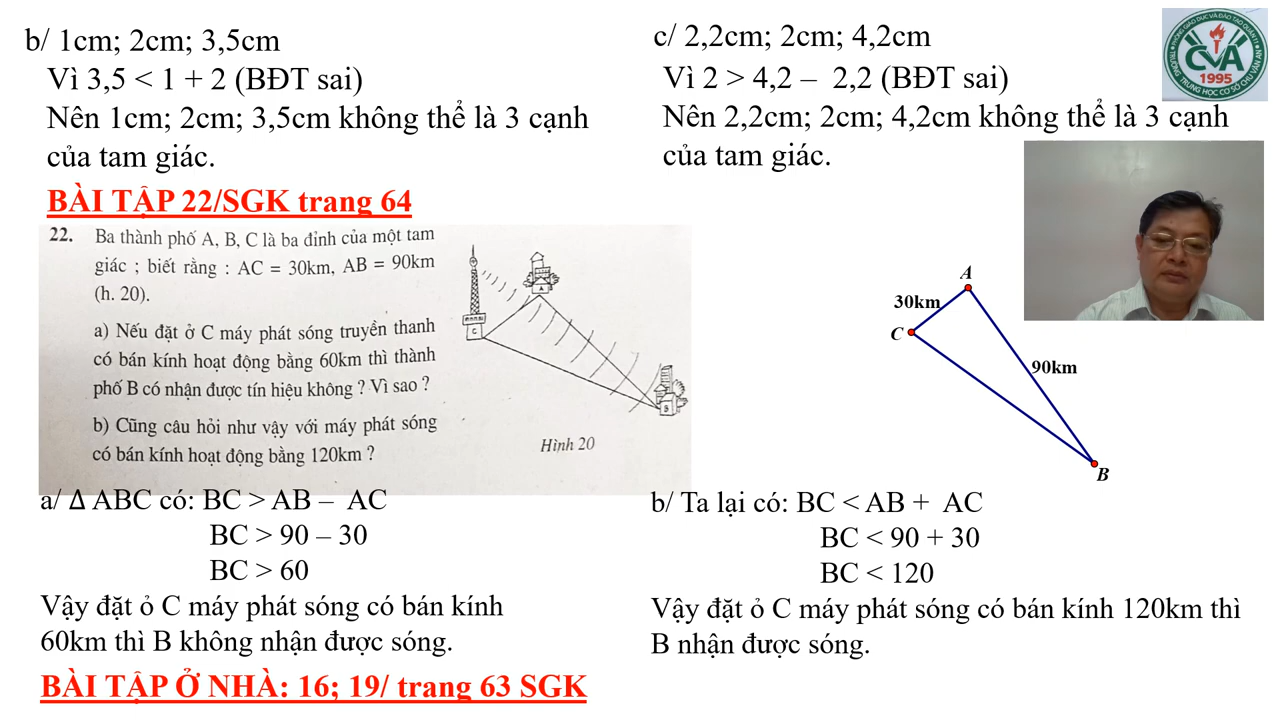 b/ 1cm; 2cm; 3,5cm
Vì 3,5 < 1 + 2 (BĐT sai)
Nên 1cm; 2cm; 3,5cm không thể là 3 cạnh
của tam giác.
c/ 2,2cm; 2cm; 4,2cm
Vì 2 > 4,2 – 2,2 (BĐT sai)
Nên 2,2cm; 2cm; 4,2cm không thể là 3 cạnh
của tam giác.
CVA
1995
BÀI TẬP 22/SGK trang 64
22. Ba thành phố A, B, C là ba đỉnh của một tam
giác ; biết rằng : AC = 30km, AB = 90km
(h. 20).
a) Nếu đặt ở C máy phát sóng truyền thanh
có bán kính hoạt động bằng 60km thì thành
phố B có nhận được tín hiệu không ? Vì sao ?
b) Cũng câu hỏi như vậy với máy phát sóng
có bán kính hoạt động bằng 120km ?
A
C
B
Hình 20
A
30km
C
90km
B
a/ Δ ABC có: BC > AB – AC
BC > 90 – 30
BC > 60
Vậy đặt ỏ C máy phát sóng có bán kính
60km thì B không nhận được sóng.
b/ Ta lại có: BC < AB + AC
BC < 90 + 30
BC < 120
Vậy đặt ỏ C máy phát sóng có bán kính 120km thì
B nhận được sóng.
BÀI TẬP Ở NHÀ: 16; 19/ trang 63 SGK